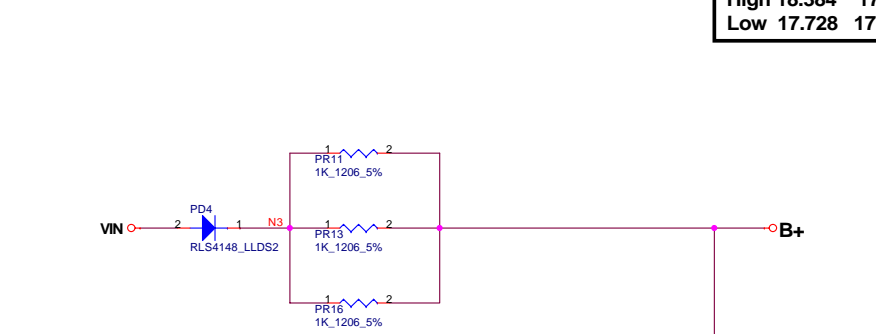 High 18.384 17
Low 17.728 17
1 2
PR11
1K_1206_5%
PD4
VIN 2 1 N3 1 2 B+
PR13
RLS4148_LLDS2 1K_1206_5%
1 2
PR16
1K_1206_5%